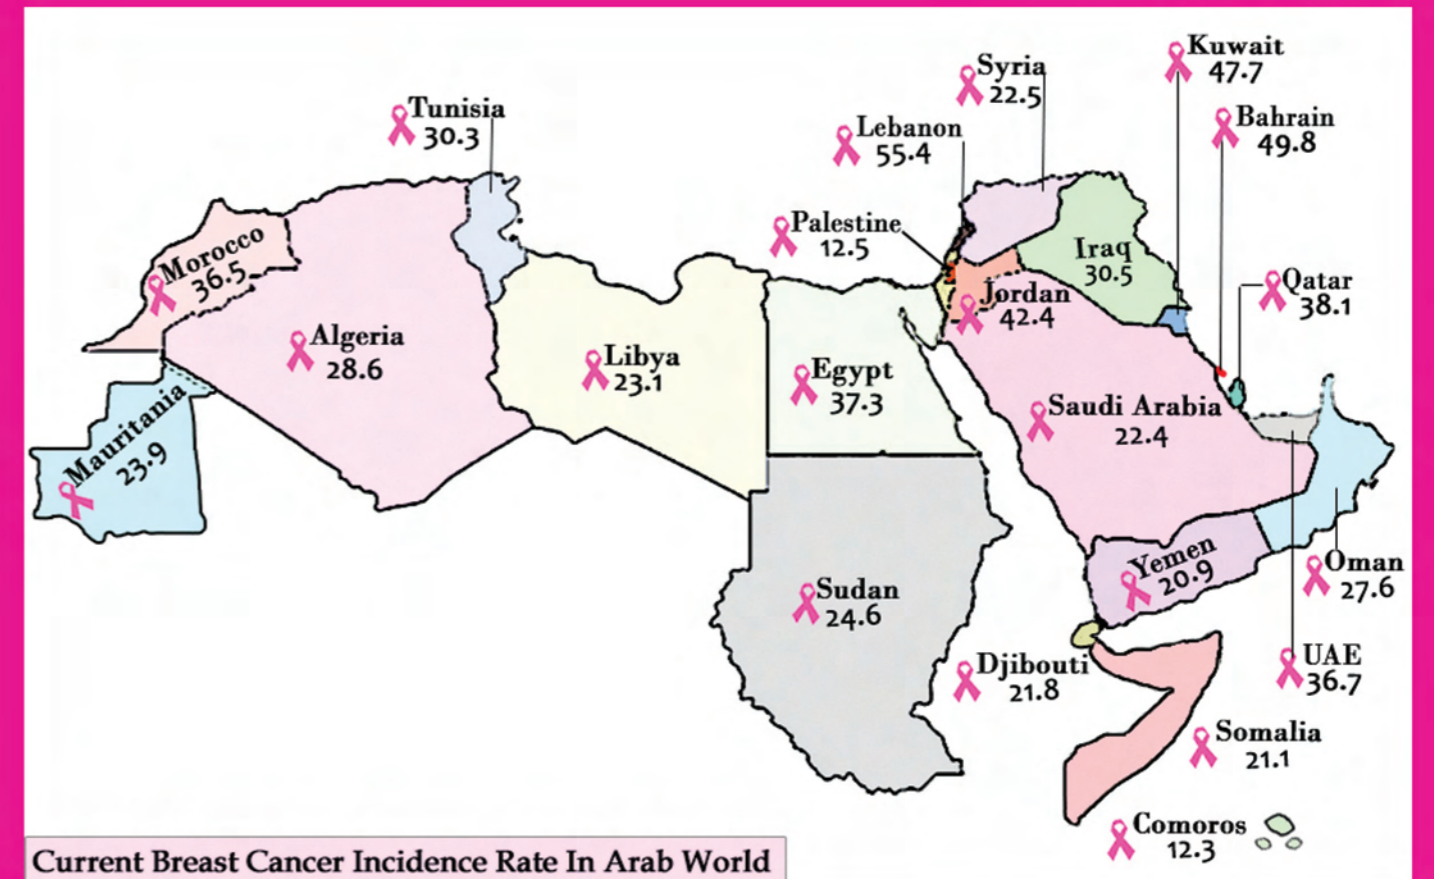 Kuwait
47.7
Syria
22.5
Tunisia
30.3
Bahrain
49.8
Lebanon
55.4
Palestine
12.5
Morocco
36.5
Iraq
30.5
Qatar
38.1
Jordan
42.4
Algeria
28.6
Libya
23.1
Egypt
37.3
Saudi Arabia
22.4
Mauritania
23.9
Yemen
20.9
Oman
27.6
Sudan
24.6
Djibouti
21.8
UAE
36.7
Somalia
21.1
Comoros
12.3
Current Breast Cancer Incidence Rate In Arab World